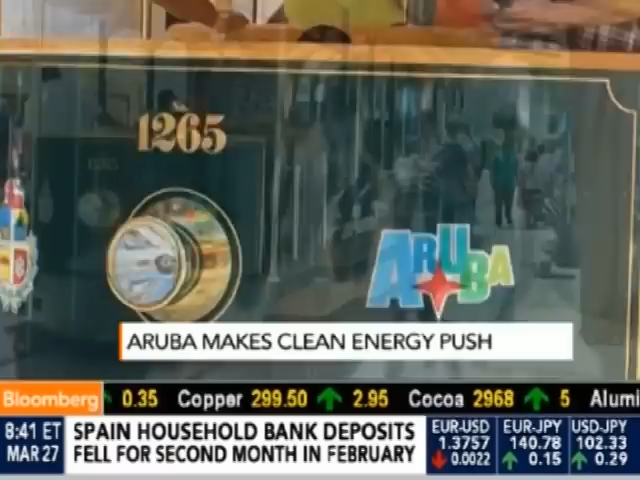 1265
ARUBA
ARUBA MAKES CLEAN ENERGY PUSH
Bloomberg 0.35 Copper 299.50 2.95 Cocoa 2968 5 Alumi
8:41 ET
MAR 27
SPAIN HOUSEHOLD BANK DEPOSITS
FELL FOR SECOND MONTH IN FEBRUARY
EUR-USD
1.3757
0.0022
EUR-JPY
140.78
0.15
USD-JPY
102.33
0.29